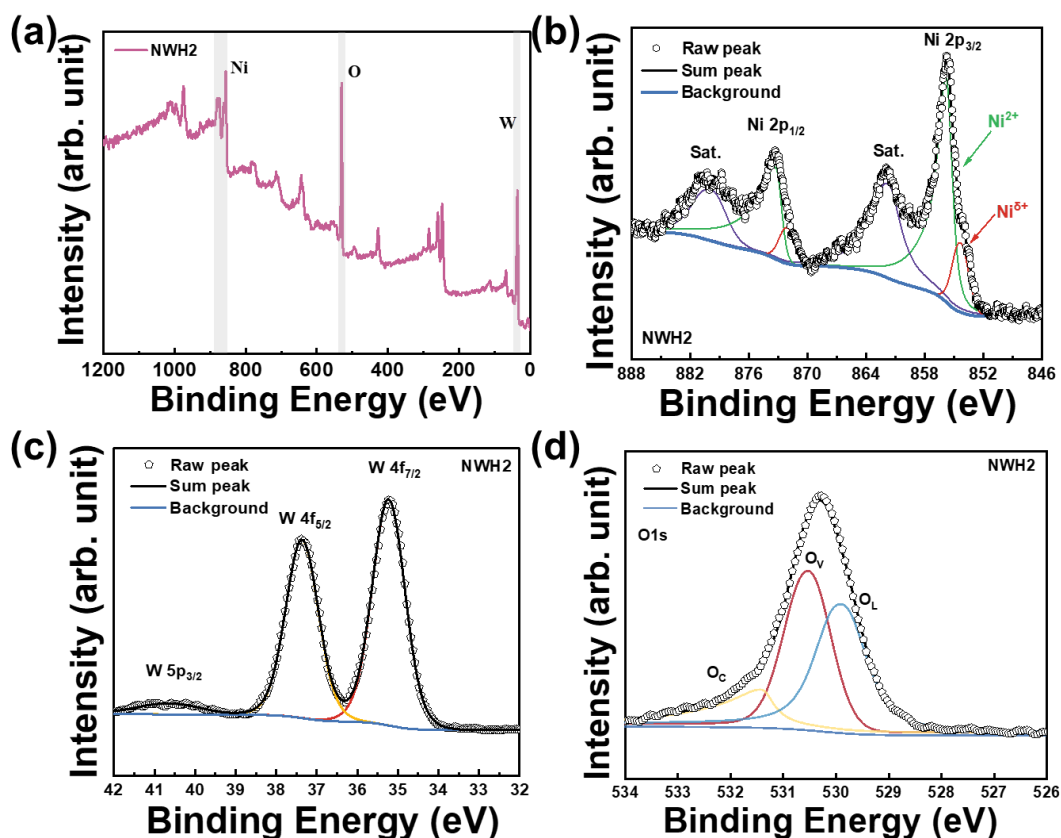 (a)
NWH2
Ni
O
W
Intensity (arb. unit)
1200 1000 800 600 400 200 0
Binding Energy (eV)
(b)
Raw peak
Sum peak
Background
Ni 2p3/2
Ni 2p1/2
Sat.
Sat.
Ni2+
Niδ+
NWH2
Intensity (arb. unit)
888 882 876 870 864 858 852 846
Binding Energy (eV)
(c)
Raw peak
Sum peak
Background
W 4f7/2
NWH2
W 4f5/2
W 5p3/2
Intensity (arb. unit)
42 41 40 39 38 37 36 35 34 33 32
Binding Energy (eV)
(d)
Raw peak
Sum peak
Background
NWH2
O1s
OV
OL
OC
Intensity (arb. unit)
534 533 532 531 530 529 528 527 526
Binding Energy (eV)